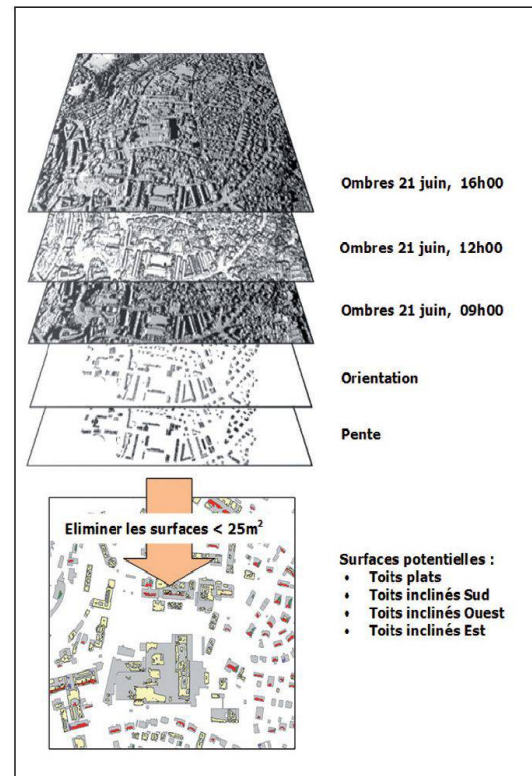 Ombres 21 juin, 16h00
Ombres 21 juin, 12h00
Ombres 21 juin, 09h00
Orientation
Pente
Eliminer les surfaces < 25m²
Surfaces potentielles :
• Toits plats
• Toits inclinés Sud
• Toits inclinés Ouest
• Toits inclinés Est